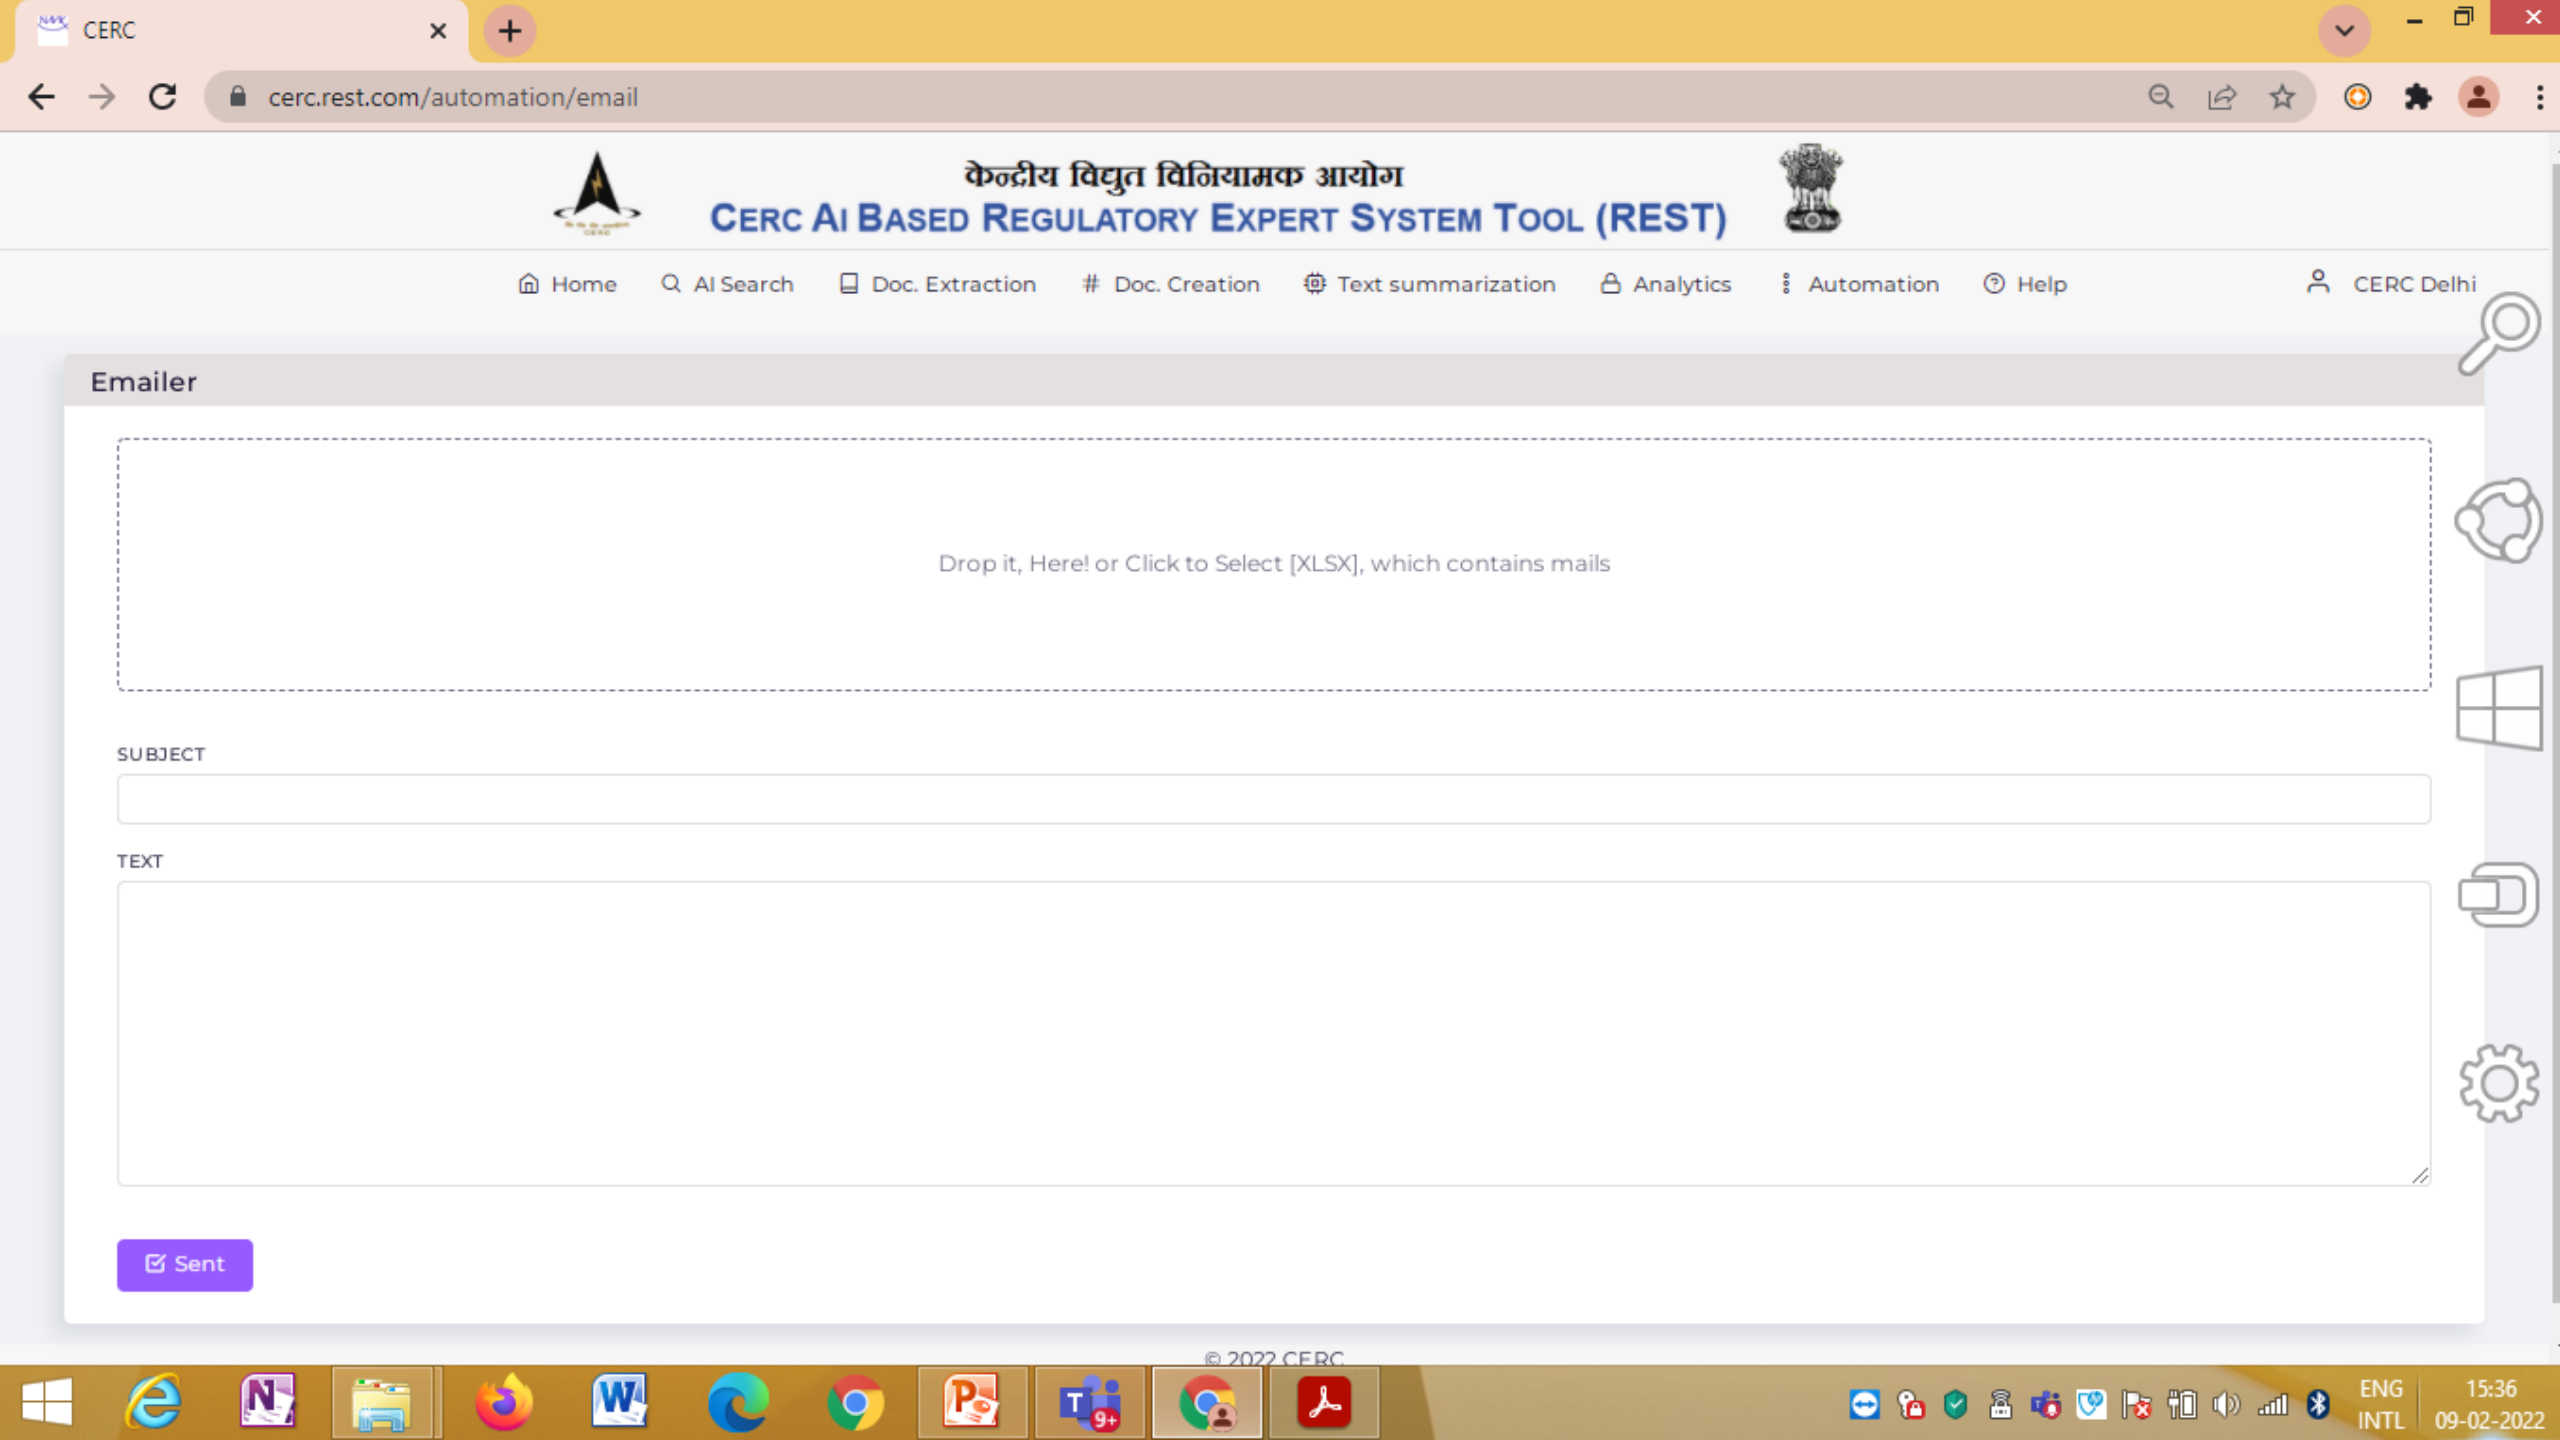 CERC
cerc.rest.com/automation/email
केन्द्रीय विद्युत विनियामक आयोग
CERC AI BASED REGULATORY EXPERT SYSTEM TOOL (REST)
Home AI Search Doc. Extraction # Doc. Creation Text summarization Analytics Automation Help CERC Delhi
Emailer
Drop it, Here! or Click to Select [XLSX], which contains mails
SUBJECT
TEXT
Sent
© 2022 CERC
9+
ENG 15:36
INTL 09-02-2022